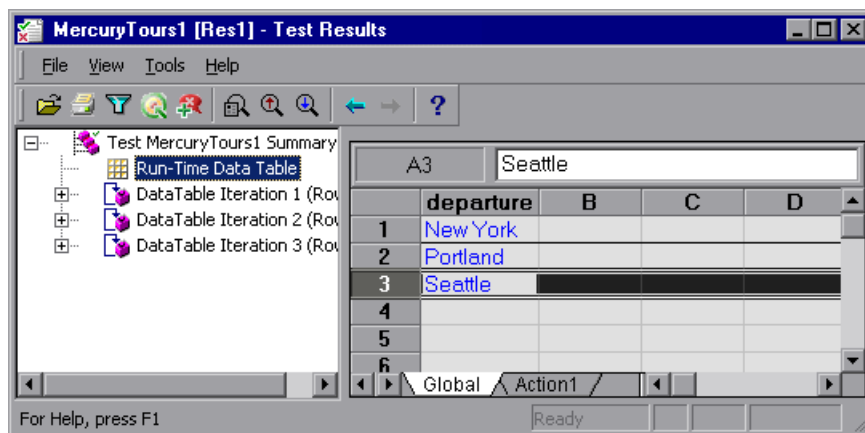 MercuryTours1 [Res1] - Test Results
File View Tools Help
?
Test MercuryTours1 Summary
Run-Time Data Table
DataTable Iteration 1 (Rov
DataTable Iteration 2 (Rov
DataTable Iteration 3 (Rov
A3 Seattle
departure B C D
1 New York
2 Portland
3 Seattle
4
5
6
Global Action1
For Help, press F1 Ready